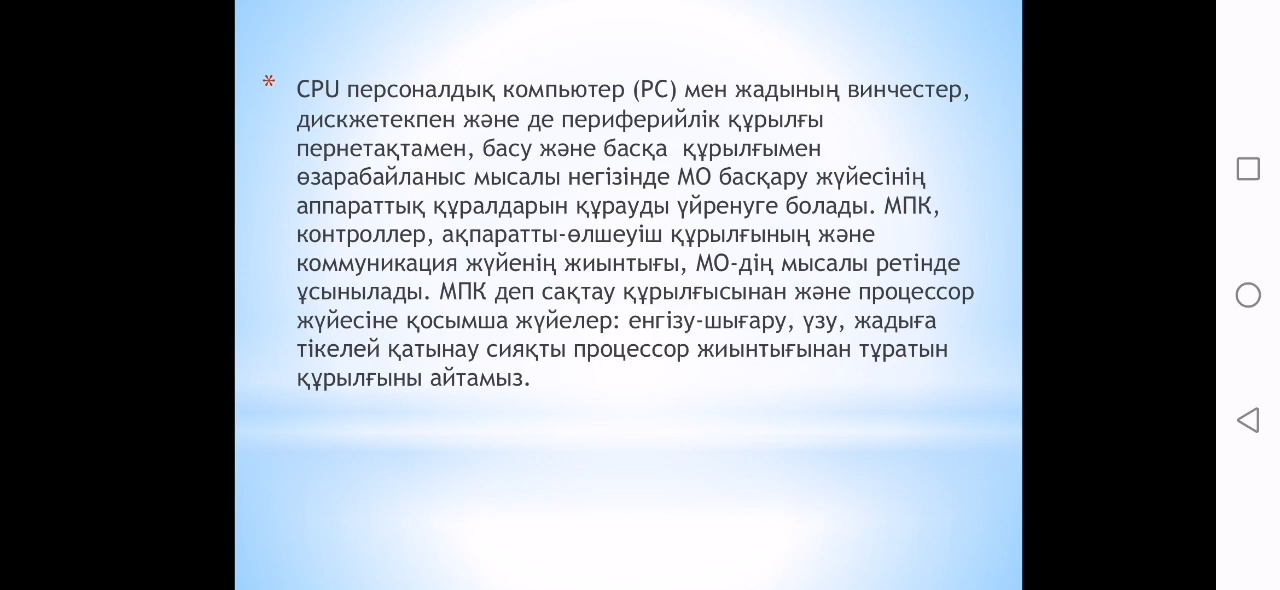 * CPU персоналдық компьютер (PC) мен жадының винчестер,
дискжетекпен және де периферийлік құрылғы
пернетақтамен, басу және басқа құрылғымен
өзарабайланыс мысалы негізінде МО басқару жүйесінің
аппараттық құралдарын құрауды үйренуге болады. МПК,
контроллер, ақпаратты-өлшеуіш құрылғының және
коммуникация жүйенің жиынтығы, МО-дің мысалы ретінде
ұсынылады. МПК деп сақтау құрылғысынан және процессор
жүйесіне қосымша жүйелер: енгізу-шығару, үзу, жадыға
тікелей қатынау сияқты процессор жиынтығынан тұратын
құрылғыны айтамыз.